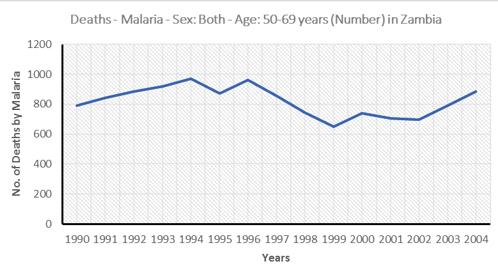 Deaths - Malaria - Sex: Both - Age: 50-69 years (Number) in Zambia
1200
1000
800
600
400
200
0
No. of Deaths by Malaria
1990 1991 1992 1993 1994 1995 1996 1997 1998 1999 2000 2001 2002 2003 2004
Years